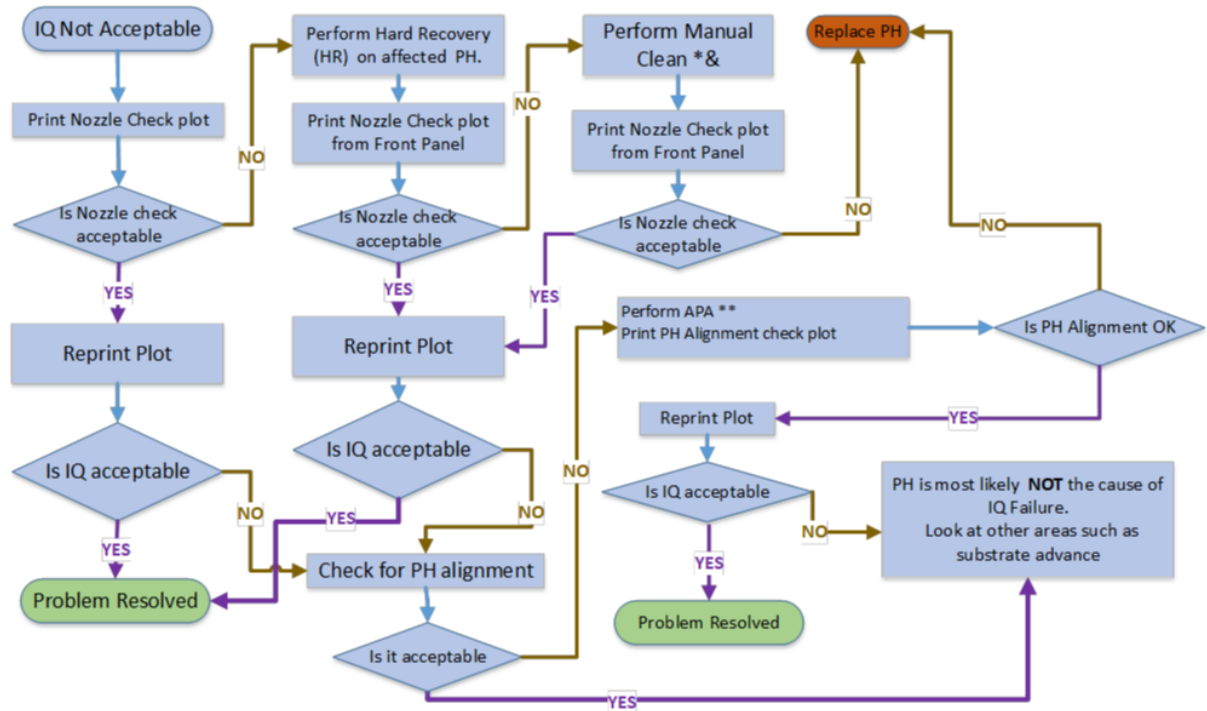 IQ Not Acceptable
Print Nozzle Check plot
Is Nozzle check
acceptable
NO
YES
Reprint Plot
Is IQ acceptable
NO
YES
Problem Resolved
Perform Hard Recovery
(HR) on affected PH.
Print Nozzle Check plot
from Front Panel
Is Nozzle check
acceptable
NO
YES
Reprint Plot
Is IQ acceptable
NO
YES
Check for PH alignment
Is it acceptable
NO
YES
Perform Manual
Clean *&
Print Nozzle Check plot
from Front Panel
Is Nozzle check
acceptable
NO
YES
Replace PH
Perform APA **
Print PH Alignment check plot
Is PH Alignment OK
NO
YES
Reprint Plot
Is IQ acceptable
NO
YES
Problem Resolved
PH is most likely NOT the cause of
IQ Failure.
Look at other areas such as
substrate advance